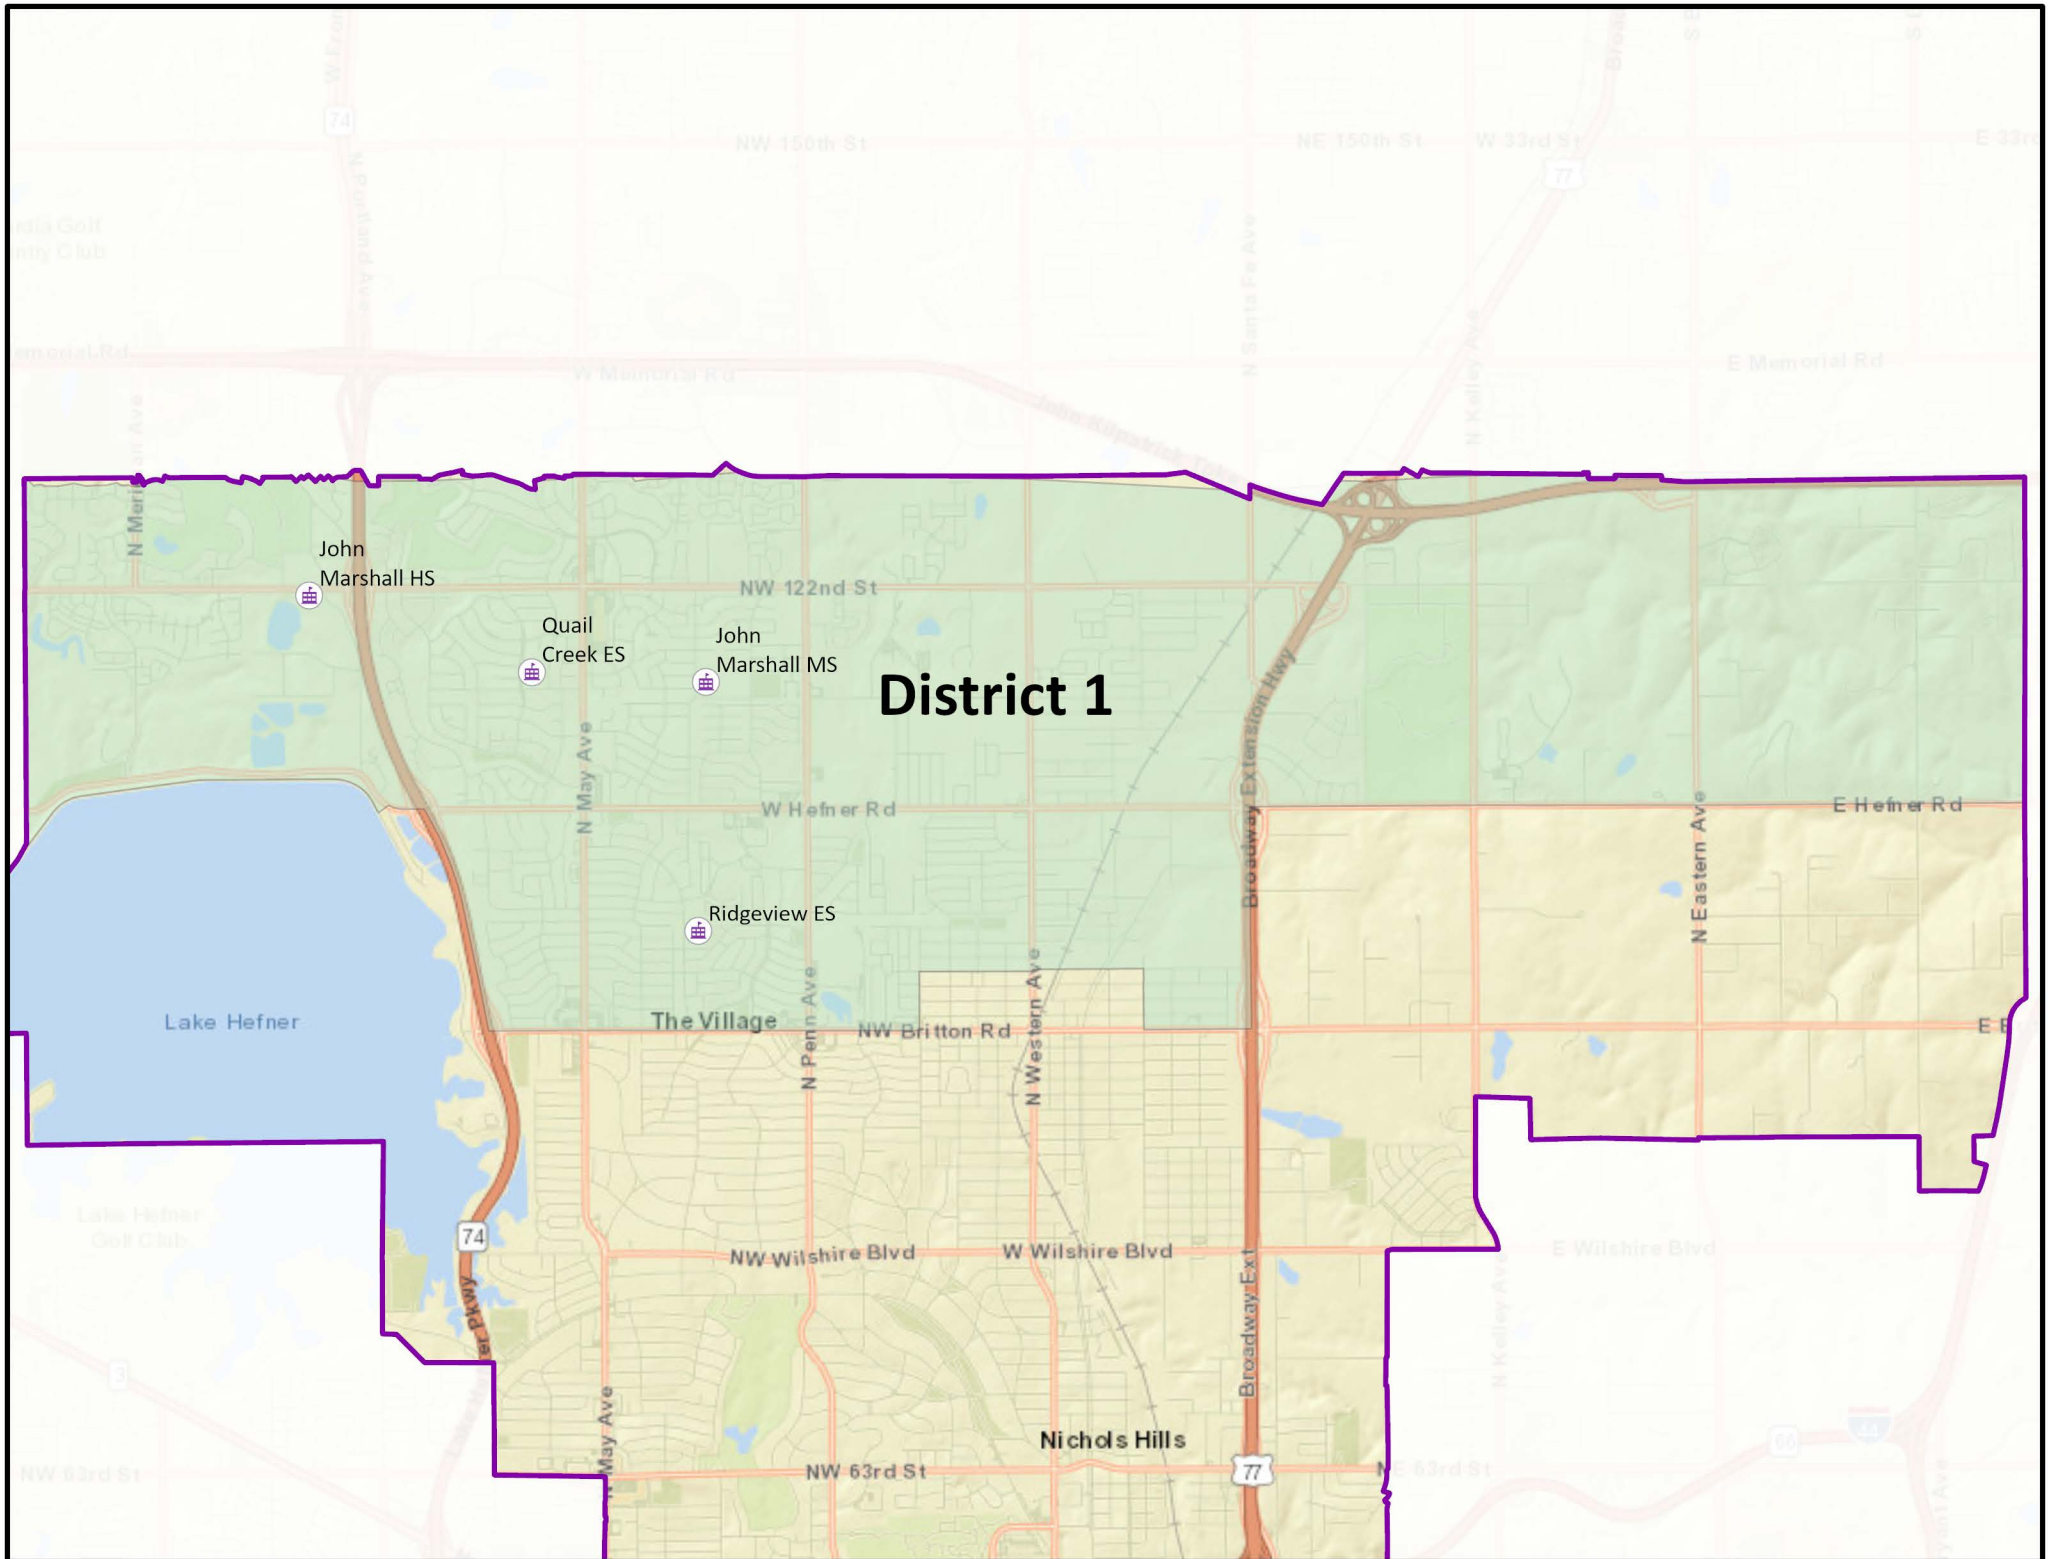 74
NW 150th St
NE 150th St
W 33rd St
77
N Portland Ave
N Santa Fe Ave
N Kelley Ave
W Memorial Rd
E Memorial Rd
John Kilpatrick Tpke
John
Marshall HS
NW 122nd St
Quail
Creek ES
John
Marshall MS
District 1
N May Ave
Broadway Extension Hwy
W Hefner Rd
E Hefner Rd
N Eastern Ave
Ridgeview ES
Lake Hefner
The Village
N Penn Ave
NW Britton Rd
N Western Ave
Lake Hefner
Golf Club
74
NW Wilshire Blvd
W Wilshire Blvd
E Wilshire Blvd
Broadway Ext
N Kelley Ave
3
N May Ave
Nichols Hills
66
44
NW 63rd St
NW 63rd St
77
NE 63rd St